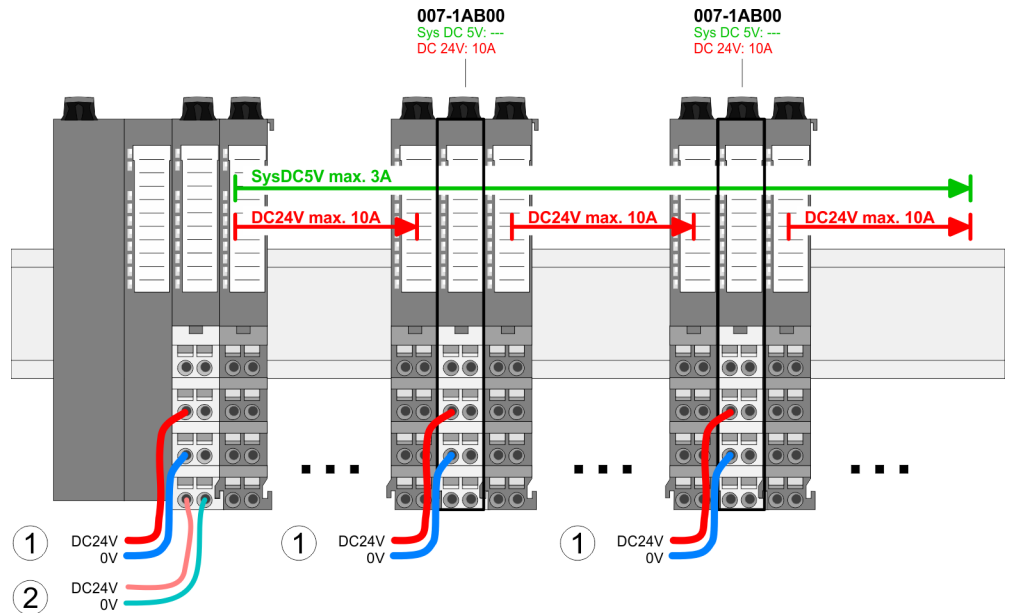 007-1AB00
Sys DC 5V: ---
DC 24V: 10A
007-1AB00
Sys DC 5V: ---
DC 24V: 10A
SysDC5V max. 3A
DC24V max. 10A
DC24V max. 10A
DC24V max. 10A
1
DC24V
0V
1
DC24V
0V
1
DC24V
0V
2
DC24V
0V